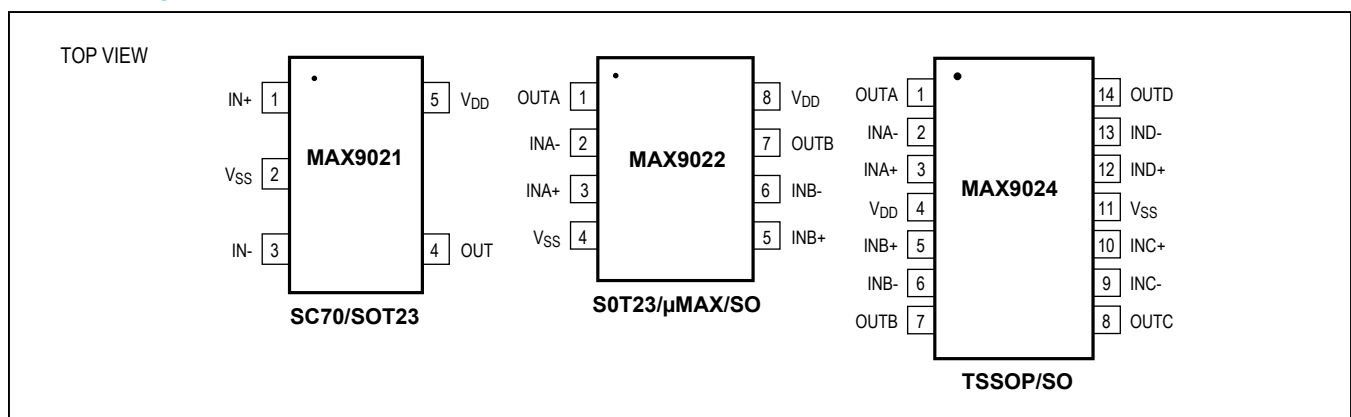 TOP VIEW
IN+ 1
VSS 2
IN- 3
5 VDD
4 OUT
MAX9021
SC70/SOT23
OUTA 1
INA- 2
INA+ 3
VSS 4
8 VDD
7 OUTB
6 INB-
5 INB+
MAX9022
S0T23/μMAX/SO
OUTA 1
INA- 2
INA+ 3
VDD 4
INB+ 5
INB- 6
OUTB 7
14 OUTD
13 IND-
12 IND+
11 VSS
10 INC+
9 INC-
8 OUTC
MAX9024
TSSOP/SO